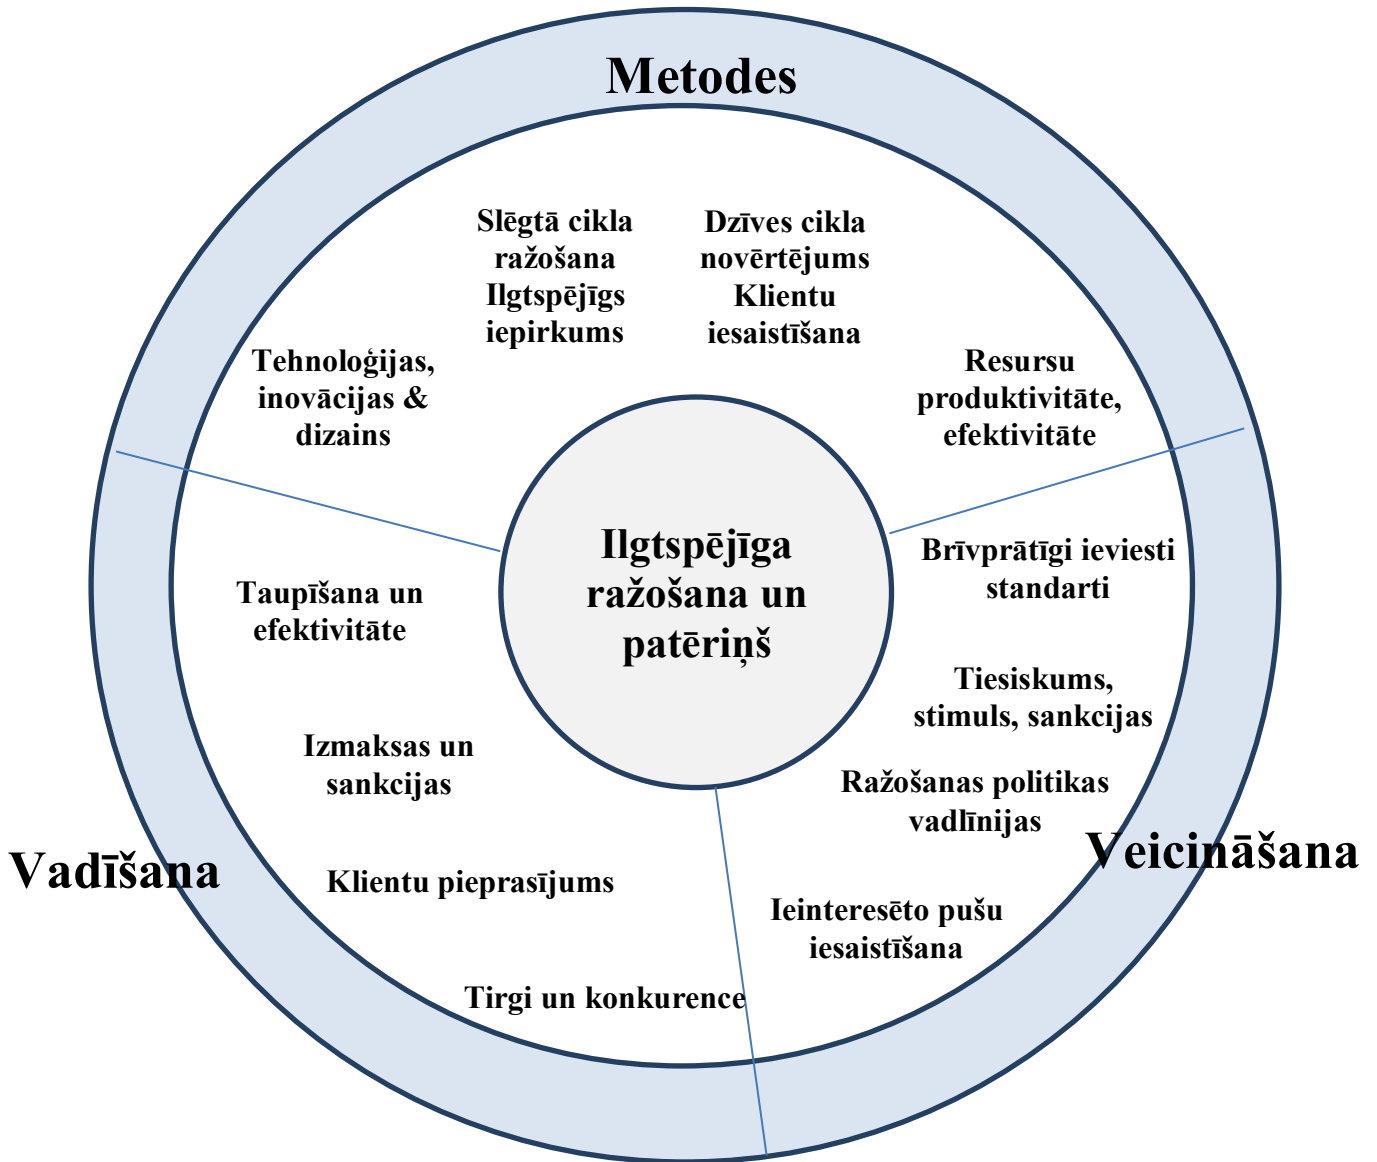 Metodes
Slēgtā cikla
ražošana
Ilgtspējīgs
iepirkums
Dzīves cikla
novērtējums
Klientu
iesaistīšana
Tehnoloģijas,
inovācijas &
dizains
Resursu
produktivitāte,
efektivitāte
Ilgtspējīga
ražošana un
patēriņš
Brīvprātīgi ieviesti
standarti
Tiesiskums,
stimuls, sankcijas
Ražošanas politikas
vadlīnijas
Veicināšana
Ieinteresēto pušu
iesaistīšana
Taupīšana un
efektivitāte
Izmaksas un
sankcijas
Vadīšana
Klientu pieprasījums
Tirgi un konkurence